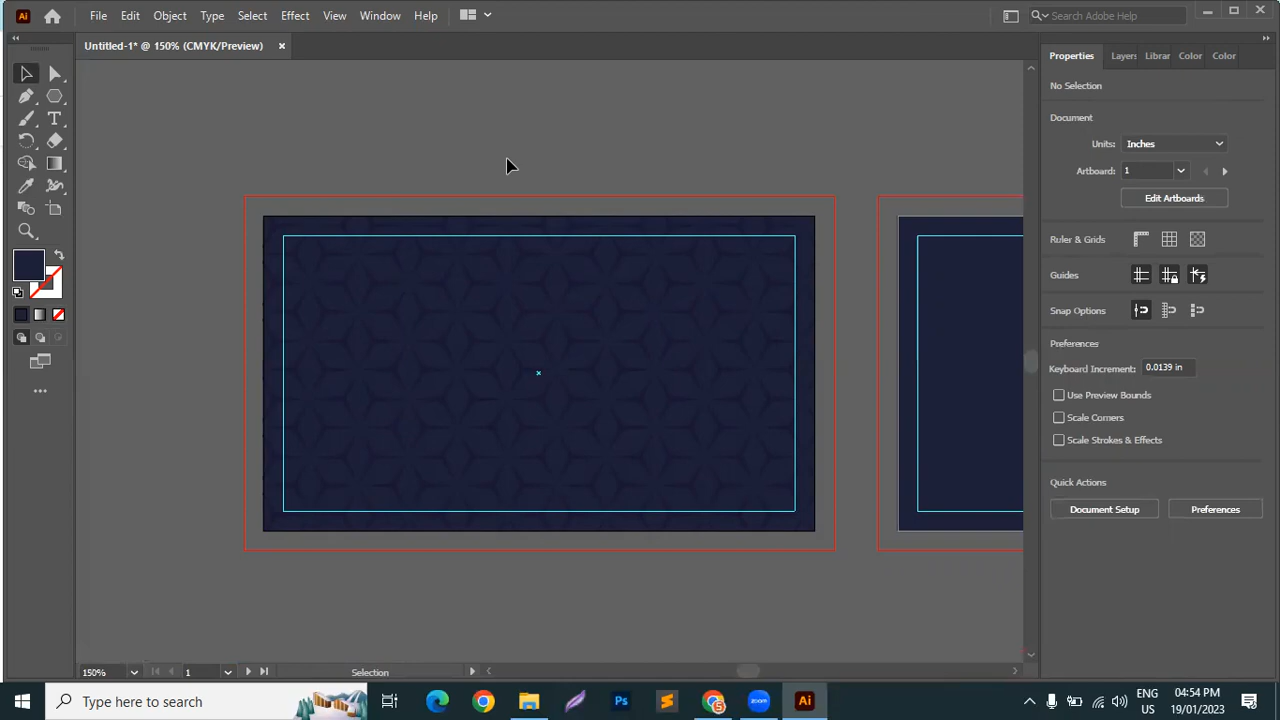 Ai File Edit Object Type Select Effect View Window Help Search Adobe Help
Untitled-1* @ 150% (CMYK/Preview) ×
Properties Layers Librar Color Color
No Selection
Document
Units: Inches
Artboard: 1
Edit Artboards
Ruler & Grids
Guides
Snap Options
Preferences
Keyboard Increment: 0.0139 in
Use Preview Bounds
Scale Corners
Scale Strokes & Effects
Quick Actions
Document Setup Preferences
150% 1 Selection
Type here to search
Ps S zoom Ai
ENG
US
04:54 PM
19/01/2023